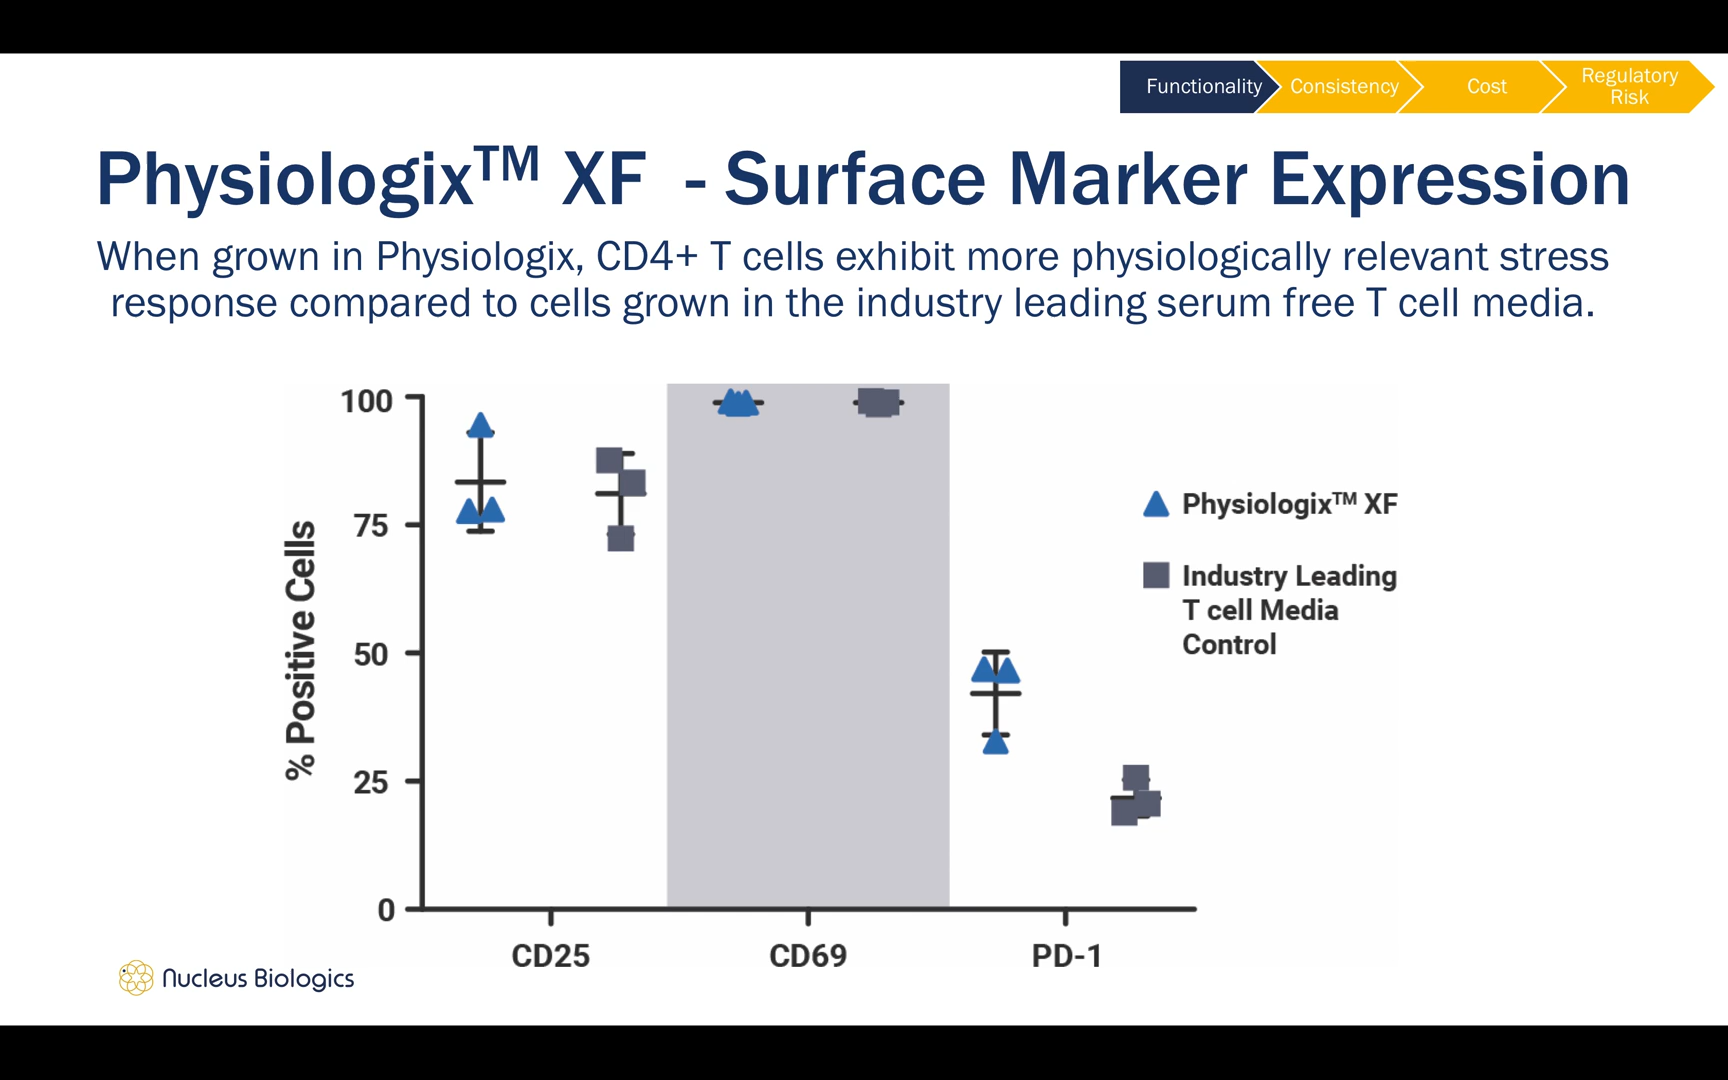 Functionality
Consistency
Cost
Regulatory
Risk
Physiologix™ XF - Surface Marker Expression
When grown in Physiologix, CD4+ T cells exhibit more physiologically relevant stress
response compared to cells grown in the industry leading serum free T cell media.
100
75
50
25
0
% Positive Cells
CD25
CD69
PD-1
Physiologix™ XF
Industry Leading
T cell Media
Control
Nucleus Biologics